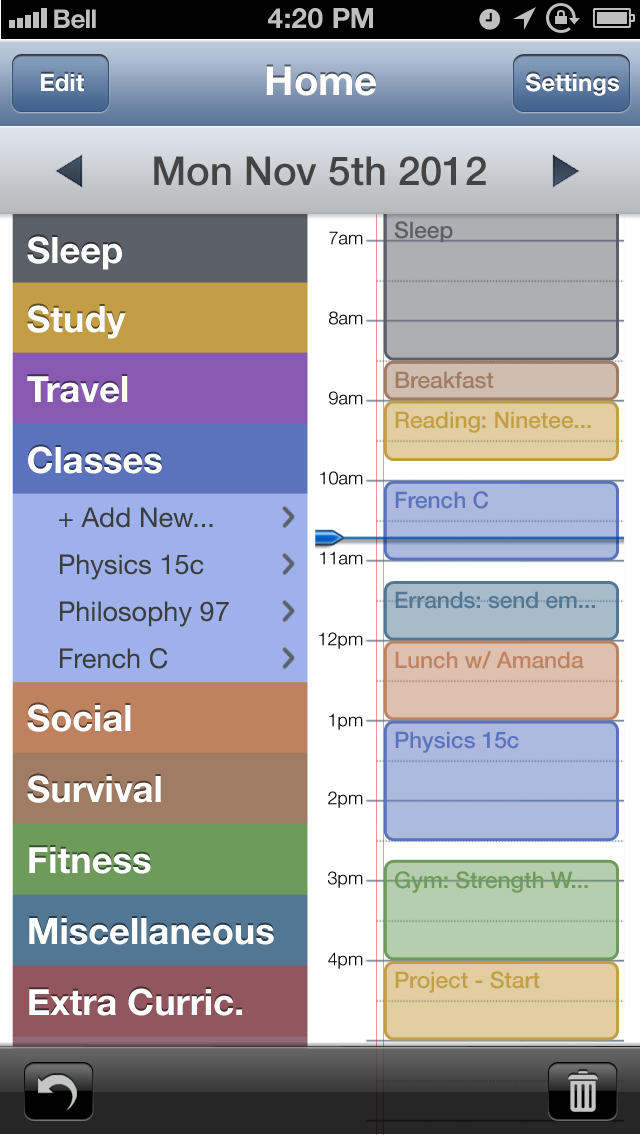 Bell 4:20 PM
Edit Home Settings
Mon Nov 5th 2012
Sleep
Study
Travel
Classes
+ Add New...
Physics 15c
Philosophy 97
French C
Social
Survival
Fitness
Miscellaneous
Extra Curric.
7am
Sleep
8am
Breakfast
9am
Reading: Ninetee...
10am
French C
11am
Errands: send em...
12pm
Lunch w/ Amanda
1pm
Physics 15c
2pm
3pm
Gym: Strength W...
4pm
Project - Start